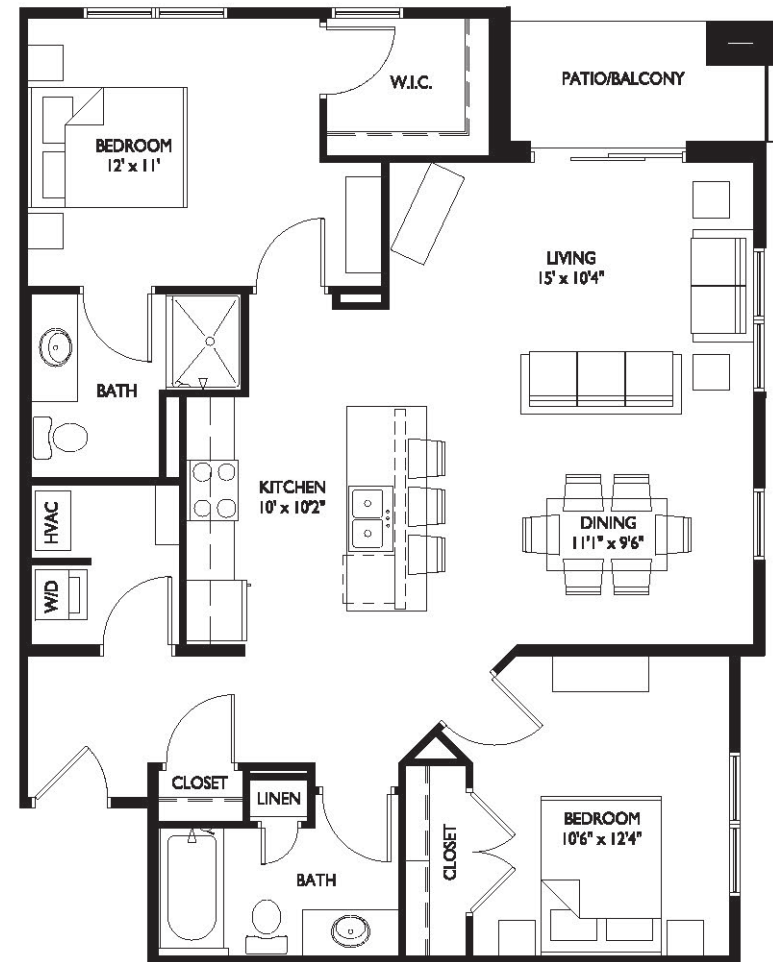 W.I.C.
PATIO/BALCONY
BEDROOM
12' x 11'
LIVING
15' x 10'4"
BATH
KITCHEN
10' x 10'2"
HVAC
DINING
11'1" x 9'6"
W/D
CLOSET
LINEN
BEDROOM
10'6" x 12'4"
CLOSET
BATH